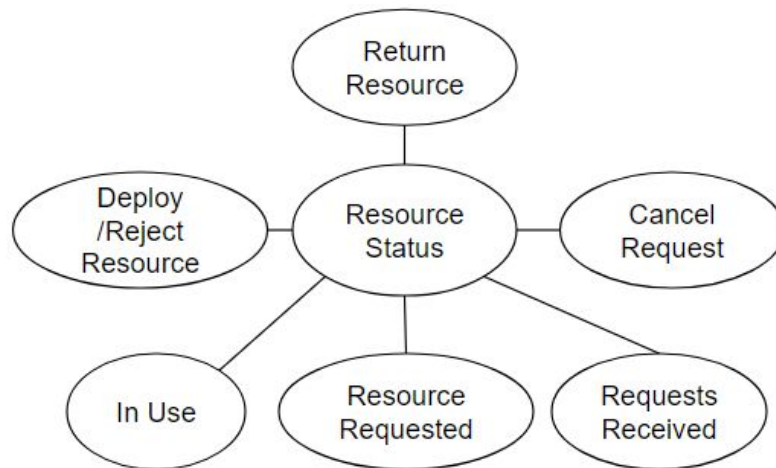 Return
Resource
Deploy
/Reject
Resource
Resource
Status
Cancel
Request
In Use
Resource
Requested
Requests
Received